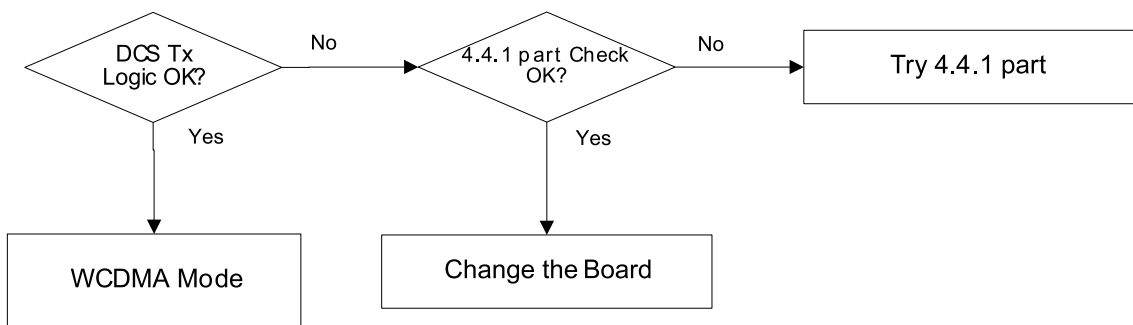 DCS Tx
Logic OK?
No
4.4.1 part Check
OK?
No
Try 4.4.1 part
Yes
Yes
WCDMA Mode
Change the Board